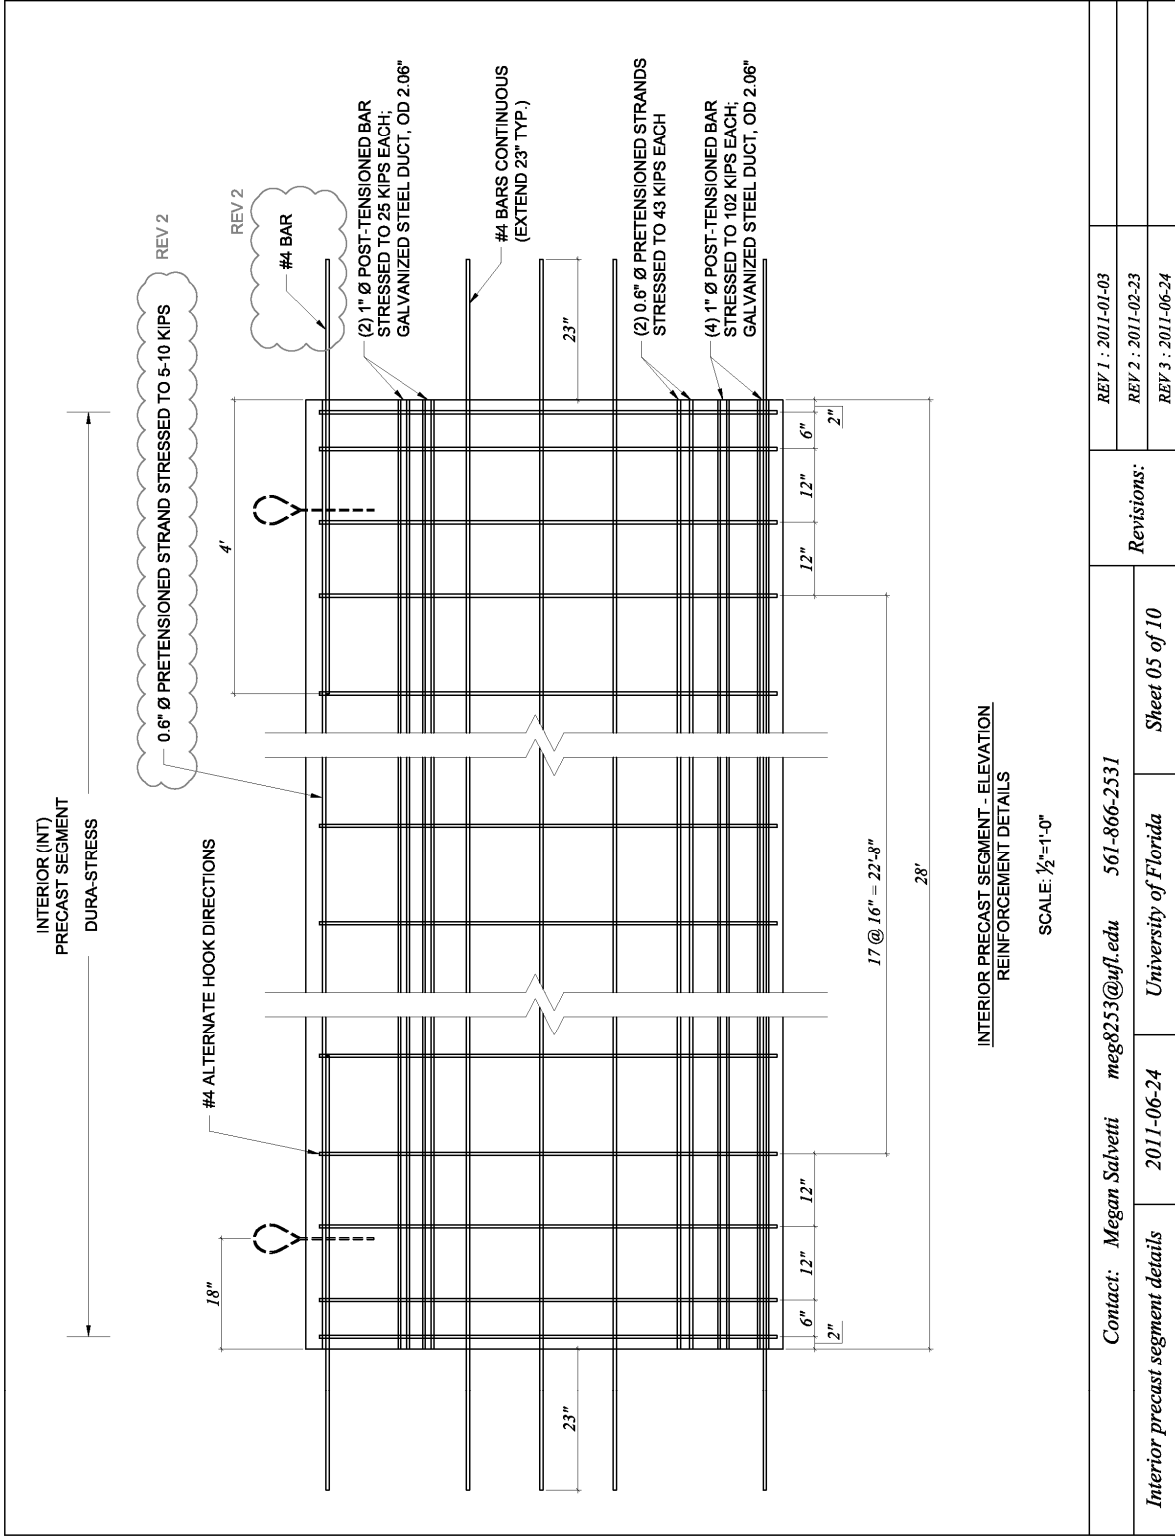 INTERIOR (INT)
PRECAST SEGMENT
DURA-STRESS
0.6" Ø PRETENSIONED STRAND STRESSED TO 5-10 KIPS
REV 2
#4 ALTERNATE HOOK DIRECTIONS
REV 2
#4 BAR
18"
4'
(2) 1" Ø POST-TENSIONED BAR
STRESSED TO 25 KIPS EACH;
GALVANIZED STEEL DUCT, OD 2.06"
#4 BARS CONTINUOUS
(EXTEND 23" TYP.)
23"
23"
(2) 0.6" Ø PRETENSIONED STRANDS
STRESSED TO 43 KIPS EACH
(4) 1" Ø POST-TENSIONED BAR
STRESSED TO 102 KIPS EACH;
GALVANIZED STEEL DUCT, OD 2.06"
2"
6"
12"
12"
12"
12"
6"
2"
17 @ 16" = 22'-8"
28'
INTERIOR PRECAST SEGMENT - ELEVATION
REINFORCEMENT DETAILS
SCALE: ½"=1'-0"
Contact: Megan Salvetti meg8253@ufl.edu 561-866-2531
Interior precast segment details
2011-06-24
University of Florida
Sheet 05 of 10
Revisions:
REV 1 : 2011-01-03
REV 2 : 2011-02-23
REV 3 : 2011-06-24